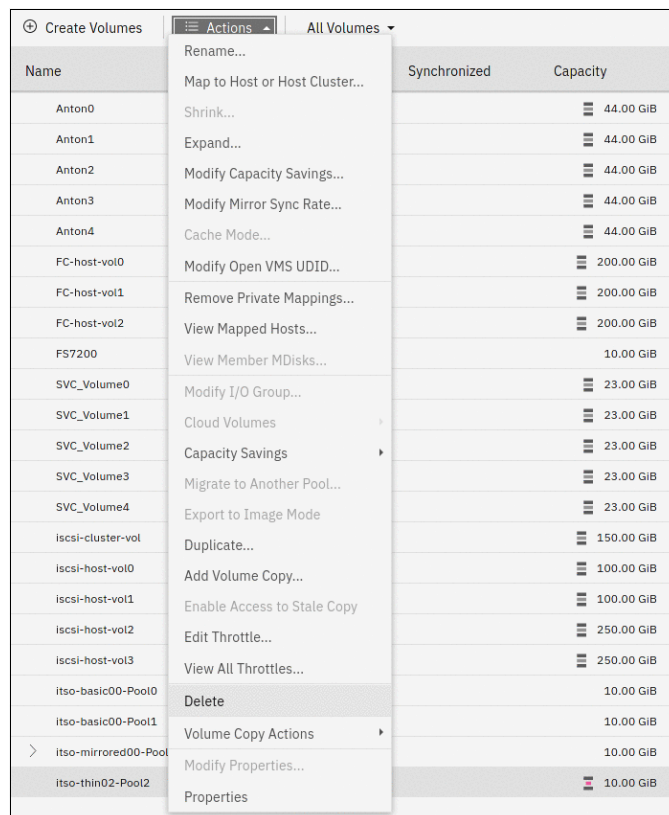 Create Volumes Actions All Volumes
Name Synchronized Capacity
Rename...
Map to Host or Host Cluster...
Shrink...
Expand...
Modify Capacity Savings...
Modify Mirror Sync Rate...
Cache Mode...
Modify Open VMS UDID...
Remove Private Mappings...
View Mapped Hosts...
View Member MDisks...
Modify I/O Group...
Cloud Volumes
Capacity Savings
Migrate to Another Pool...
Export to Image Mode
Duplicate...
Add Volume Copy...
Enable Access to Stale Copy
Edit Throttle...
View All Throttles...
Delete
Volume Copy Actions
Modify Properties...
Properties
Anton0 44.00 GiB
Anton1 44.00 GiB
Anton2 44.00 GiB
Anton3 44.00 GiB
Anton4 44.00 GiB
FC-host-vol0 200.00 GiB
FC-host-vol1 200.00 GiB
FC-host-vol2 200.00 GiB
FS7200 10.00 GiB
SVC_Volume0 23.00 GiB
SVC_Volume1 23.00 GiB
SVC_Volume2 23.00 GiB
SVC_Volume3 23.00 GiB
SVC_Volume4 23.00 GiB
iscsi-cluster-vol 150.00 GiB
iscsi-host-vol0 100.00 GiB
iscsi-host-vol1 100.00 GiB
iscsi-host-vol2 250.00 GiB
iscsi-host-vol3 250.00 GiB
itso-basic00-Pool0 10.00 GiB
itso-basic00-Pool1 10.00 GiB
itso-mirrored00-Pool 10.00 GiB
itso-thin02-Pool2 10.00 GiB